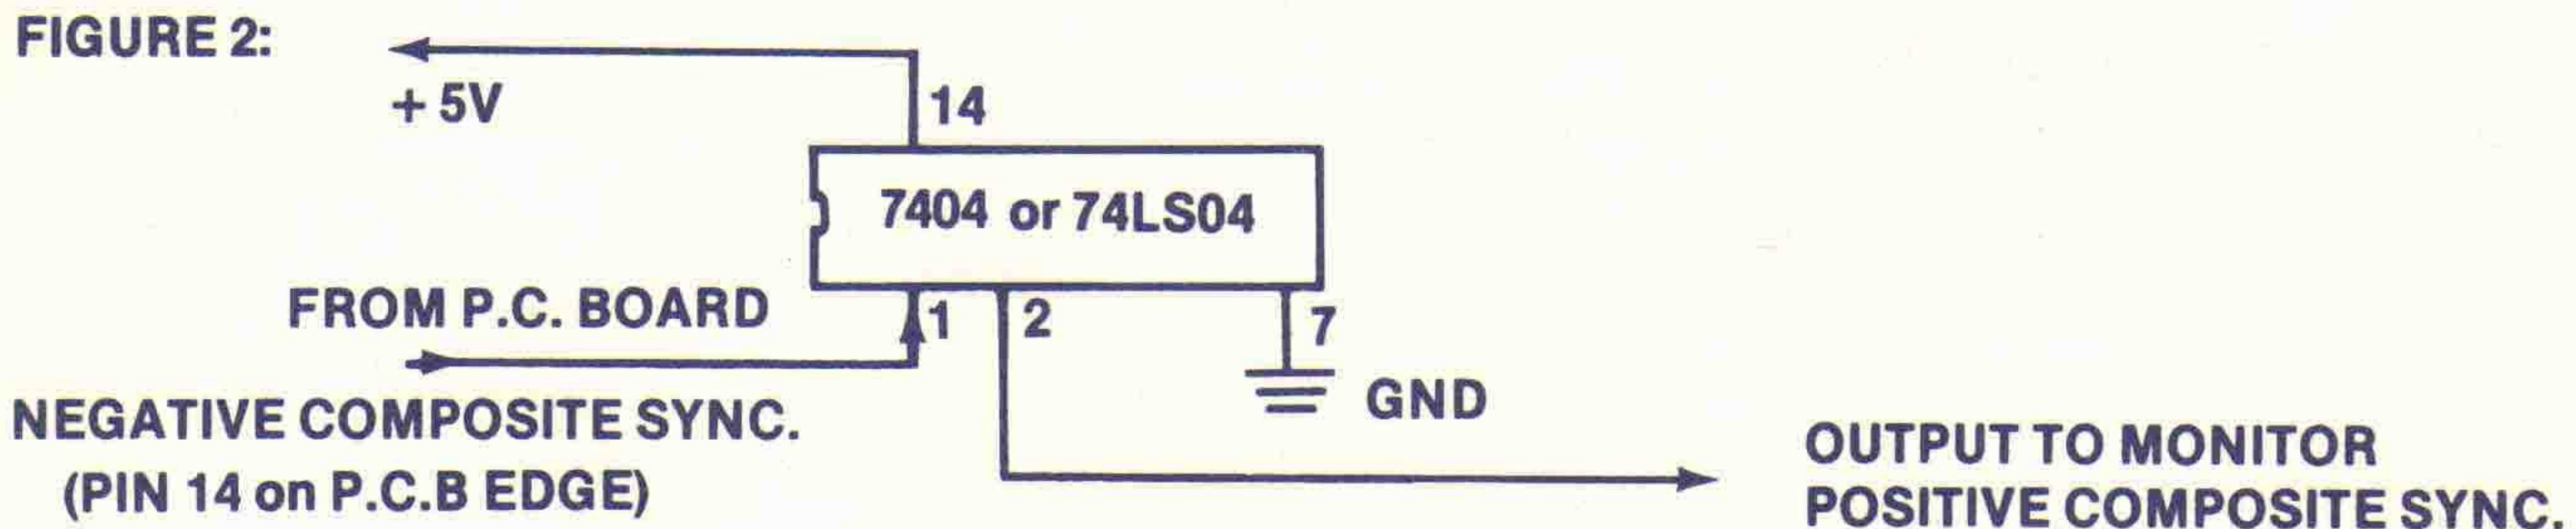 FIGURE 2:
+ 5V
14
7404 or 74LS04
FROM P.C. BOARD
1
2
7
NEGATIVE COMPOSITE SYNC.
(PIN 14 on P.C.B EDGE)
GND
OUTPUT TO MONITOR
POSITIVE COMPOSITE SYNC.